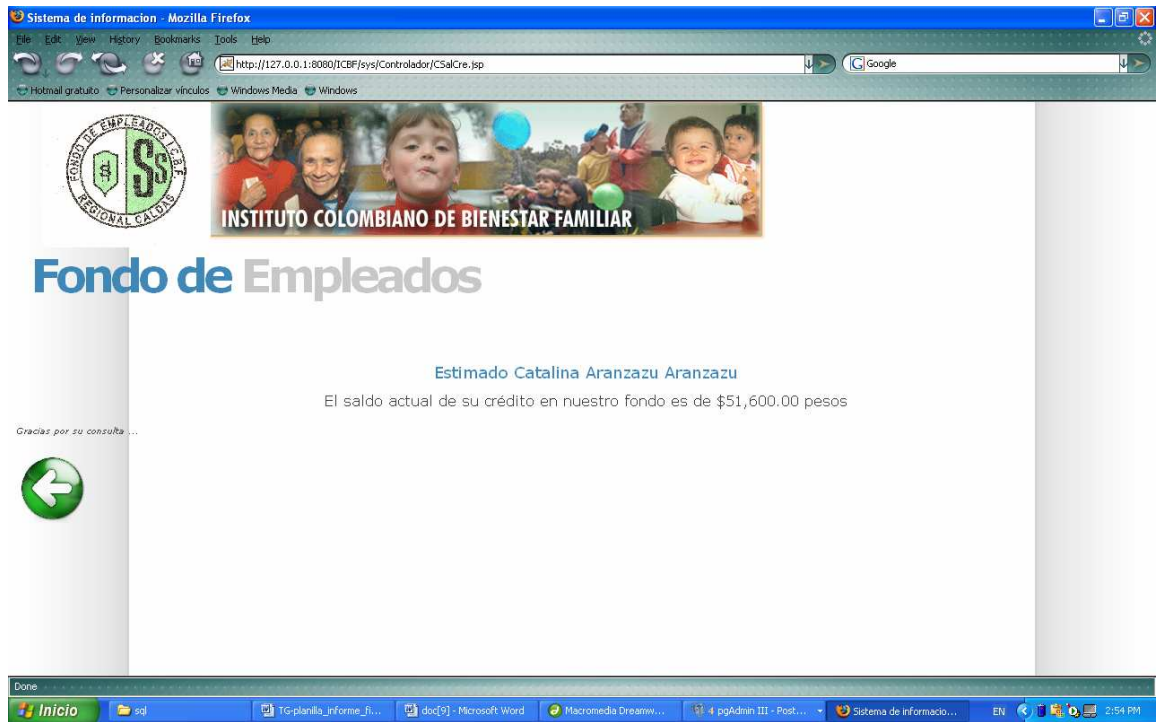 Sistema de informacion - Mozilla Firefox
File Edit View History Bookmarks Tools Help
http://127.0.0.1:8080/ICBF/sys/Controlador/CSalCre.jsp
Google
Hotmail gratuito Personalizar vínculos Windows Media Windows
FONDO DE EMPLEADOS I.C.B.F
SS
REGIONAL CALDAS
INSTITUTO COLOMBIANO DE BIENESTAR FAMILIAR
Fondo de Empleados
Estimado Catalina Aranzazu Aranzazu
El saldo actual de su crédito en nuestro fondo es de $51,600.00 pesos
Gracias por su consulta ...
Done
Inicio sql TG-planilla_informe_fi... doc[9] - Microsoft Word Macromedia Dreamw... 4 pgAdmin III - Post... Sistema de informacio... EN 2:54 PM